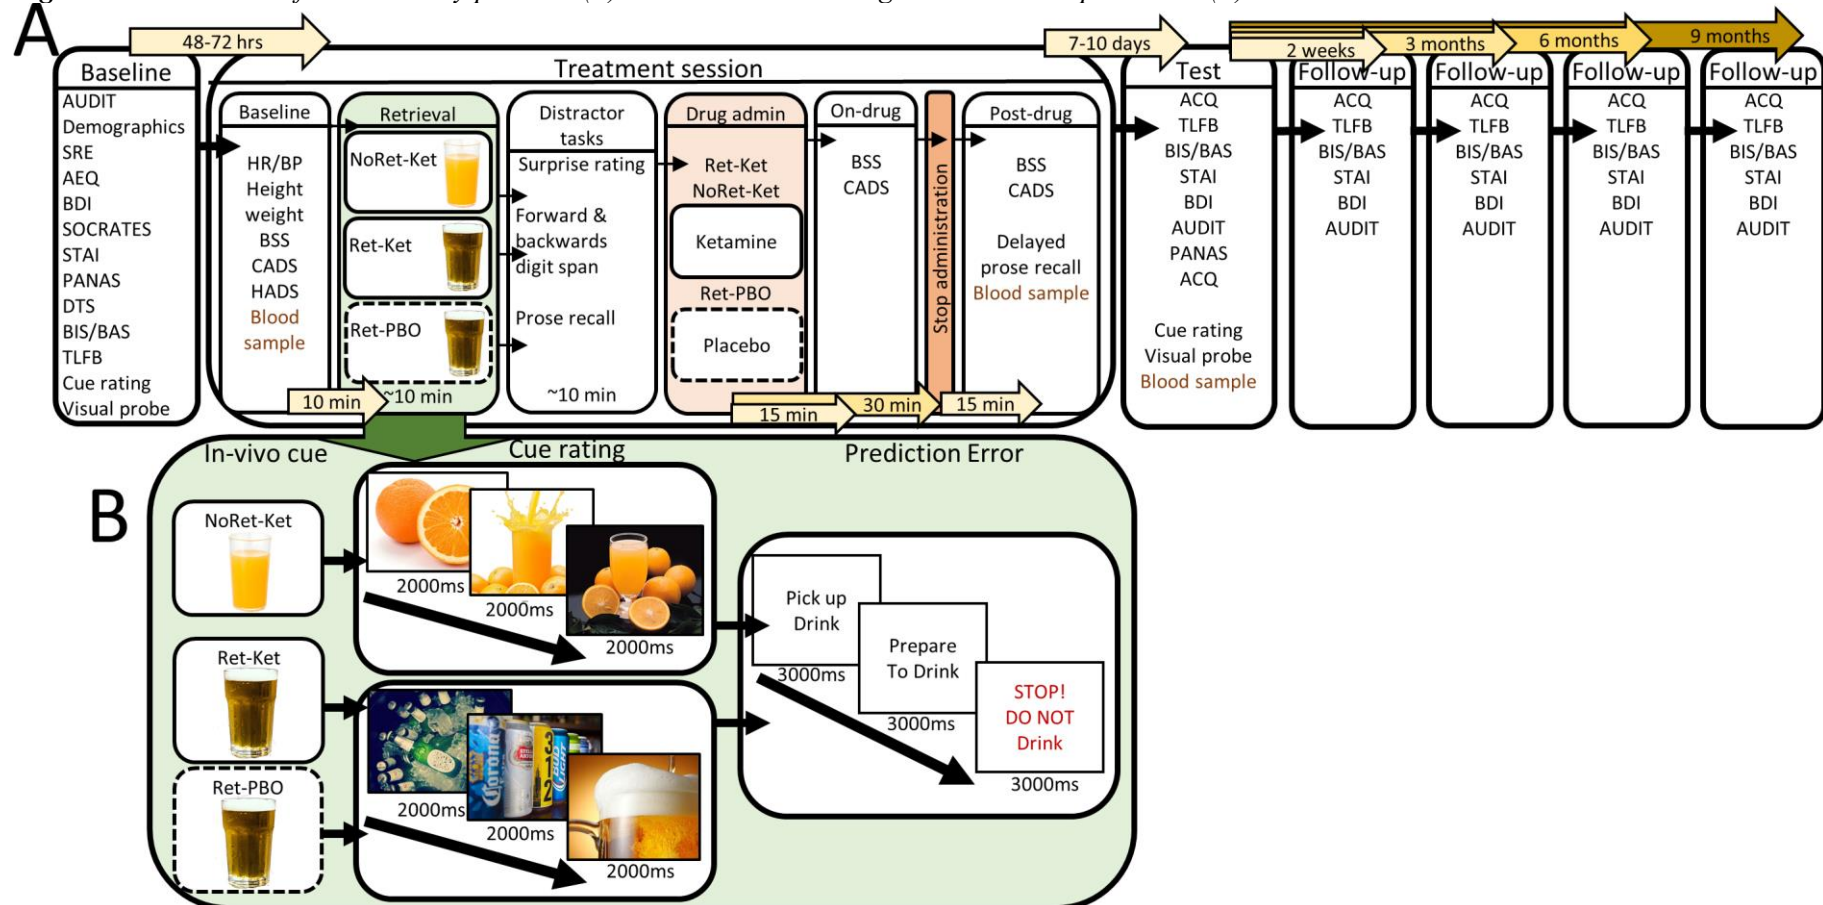 A
48-72 hrs
7-10 days
2 weeks
3 months
6 months
9 months
Baseline
AUDIT
Demographics
SRE
AEQ
BDI
SOCRATES
STAI
PANAS
DTS
BIS/BAS
TLFB
Cue rating
Visual probe
Treatment session
Baseline
HR/BP
Height
weight
BSS
CADS
HADS
Blood
sample
10 min
Retrieval
NoRet-Ket
Ret-Ket
Ret-PBO
~10 min
Distractor
tasks
Surprise rating
Forward &
backwards
digit span
Prose recall
~10 min
Drug admin
Ret-Ket
NoRet-Ket
Ketamine
Ret-PBO
Placebo
15 min
On-drug
BSS
CADS
30 min
Stop administration
Post-drug
BSS
CADS
Delayed
prose recall
Blood sample
15 min
Test
ACQ
TLFB
BIS/BAS
STAI
BDI
AUDIT
PANAS
ACQ
Cue rating
Visual probe
Blood sample
Follow-up
ACQ
TLFB
BIS/BAS
STAI
BDI
AUDIT
Follow-up
ACQ
TLFB
BIS/BAS
STAI
BDI
AUDIT
Follow-up
ACQ
TLFB
BIS/BAS
STAI
BDI
AUDIT
Follow-up
ACQ
TLFB
BIS/BAS
STAI
BDI
AUDIT
B
In-vivo cue
Cue rating
Prediction Error
NoRet-Ket
2000ms
2000ms
2000ms
Ret-Ket
Ret-PBO
Corona
2000ms
2000ms
2000ms
Pick up
Drink
3000ms
Prepare
To Drink
3000ms
STOP!
DO NOT
Drink
3000ms